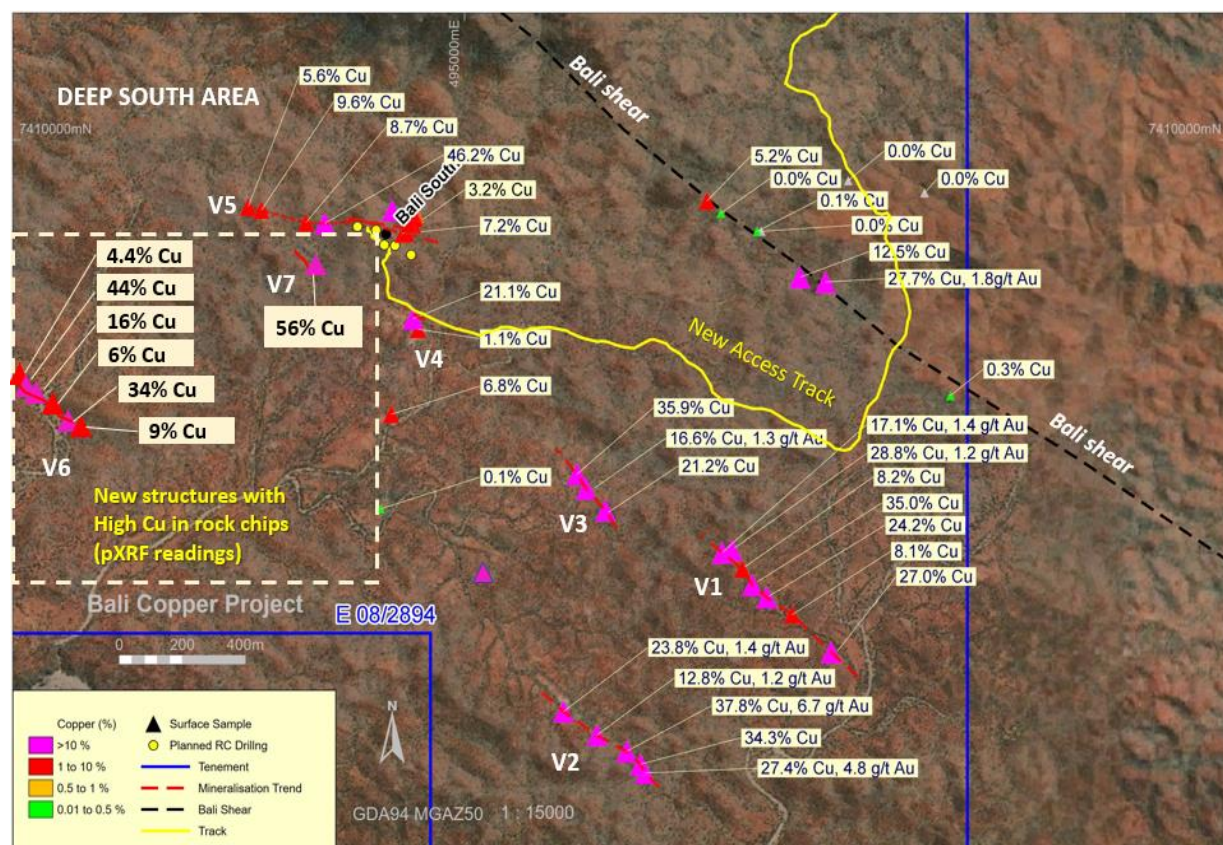 DEEP SOUTH AREA
7410000mN
495000mE
7410000mN
5.6% Cu
9.6% Cu
8.7% Cu
46.2% Cu
3.2% Cu
7.2% Cu
Bali South
V5
V7
56% Cu
4.4% Cu
44% Cu
16% Cu
6% Cu
34% Cu
9% Cu
V6
New structures with
High Cu in rock chips
(pXRF readings)
21.1% Cu
1.1% Cu
V4
6.8% Cu
0.1% Cu
Bali shear
5.2% Cu
0.0% Cu
0.0% Cu
0.0% Cu
0.1% Cu
0.0% Cu
12.5% Cu
27.7% Cu, 1.8g/t Au
0.3% Cu
Bali shear
New Access Track
35.9% Cu
16.6% Cu, 1.3 g/t Au
21.2% Cu
V3
17.1% Cu, 1.4 g/t Au
28.8% Cu, 1.2 g/t Au
8.2% Cu
35.0% Cu
24.2% Cu
8.1% Cu
27.0% Cu
V1
23.8% Cu, 1.4 g/t Au
12.8% Cu, 1.2 g/t Au
37.8% Cu, 6.7 g/t Au
34.3% Cu
27.4% Cu, 4.8 g/t Au
V2
Bali Copper Project
E 08/2894
0 200 400m
Copper (%)
>10 %
1 to 10 %
0.5 to 1 %
0.01 to 0.5 %
Surface Sample
Planned RC Drillng
Tenement
Mineralisation Trend
Bali Shear
Track
N
GDA94 MGAZ50 1 : 15000